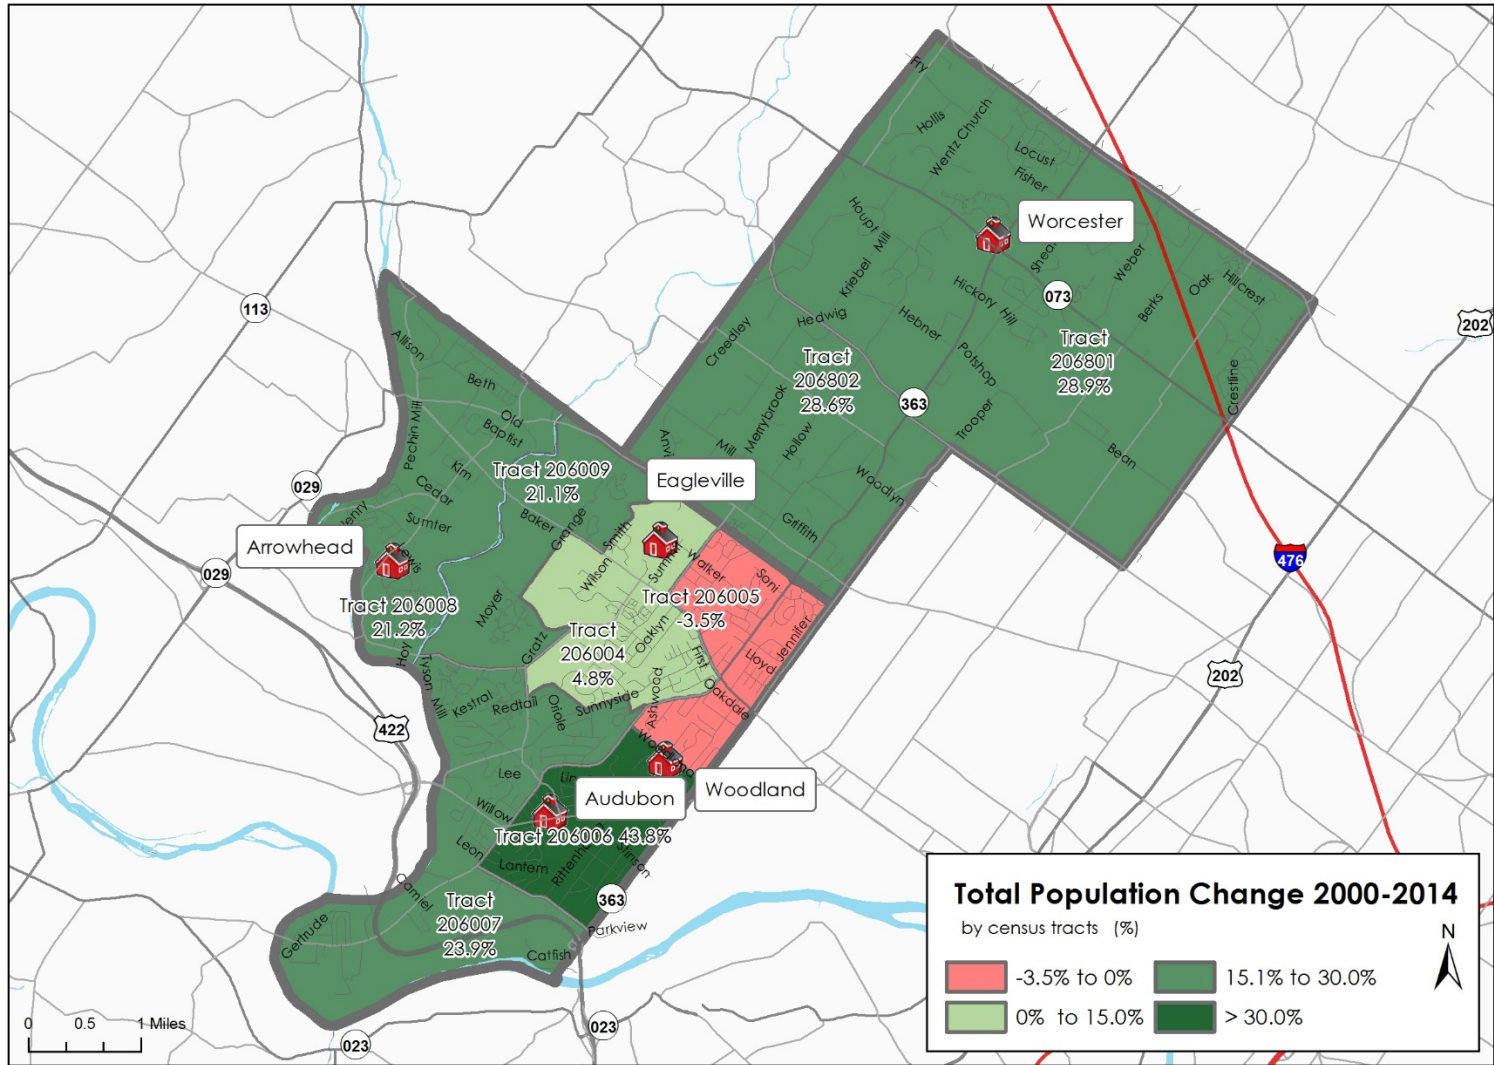 Fry
Hollis
Wentz Church
Locust
Fisher
Worcester
Houpt
Mill
Kriebel
Weber
Oak
Hillcrest
Berks
Hickory
Hill
073
113
202
Hedwig
Hebner
Creedley
Tract
206801
28.9%
Tract
206802
28.6%
Potshop
363
Trooper
Crestline
Allison
Beth
Old
Baptist
Pechin Mill
Merrybrook
Hollow
Mill
Bean
Kim
Tract 206009
21.1%
Eagleville
Woodlyn
029
Cedar
Sumter
Baker
Grange
Smith
Griffith
Arrowhead
Wilson
Walker
Soni
476
029
Tract 206008
21.2%
Moyer
Tract 206005
-3.5%
Hoy
Gratz
Tract
206004
4.8%
Oaklyn
First
Lloyd
Jennifer
202
Tyson
Mill
Kestral
Redtail
Oriole
Sunnyside
Ashwood
Oakdale
422
Lee
Woodland
Audubon
Willow
Tract 206006 43.8%
Leon
Lantern
Stinson
363
Tract
206007
23.9%
Gertrude
Parkview
Catfish
023
023
0 0.5 1 Miles
Total Population Change 2000-2014
by census tracts (%)
N
-3.5% to 0%
15.1% to 30.0%
0% to 15.0%
> 30.0%